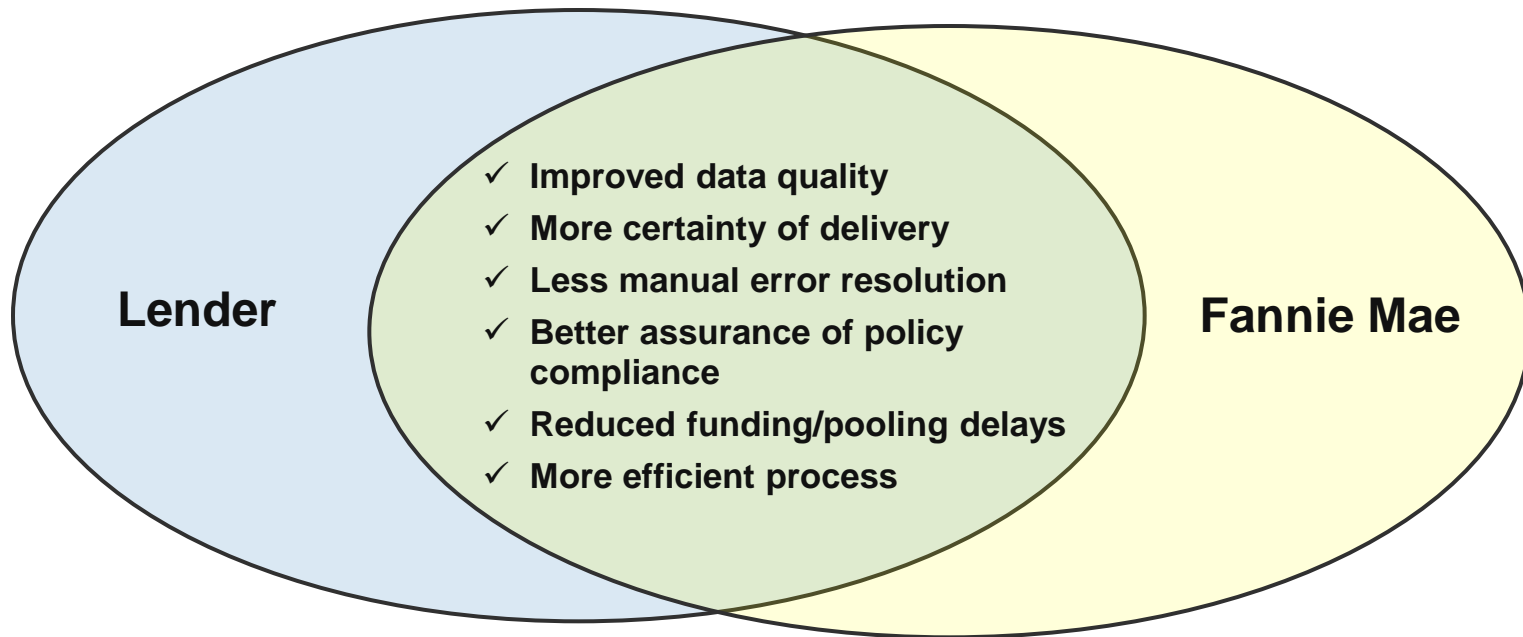 ✓ Improved data quality
✓ More certainty of delivery
✓ Less manual error resolution
Lender
✓ Better assurance of policy
compliance
Fannie Mae
✓ Reduced funding/pooling delays
✓ More efficient process